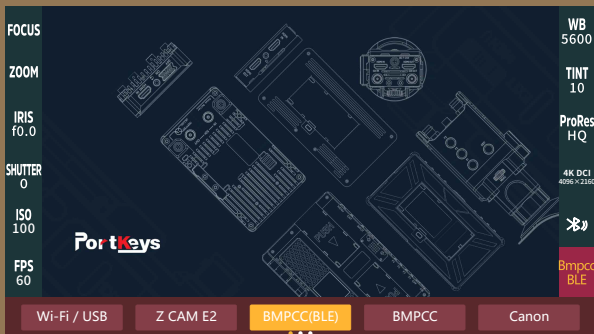 FOCUS
ZOOM
IRIS
f0.0
SHUTTER
0
ISO
100
FPS
60
PortKeys
WB
5600
TINT
10
ProRes
HQ
4K DCI
4096×2160
Bmpcc
BLE
Wi-Fi / USB
Z CAM E2
BMPCC(BLE)
BMPCC
Canon